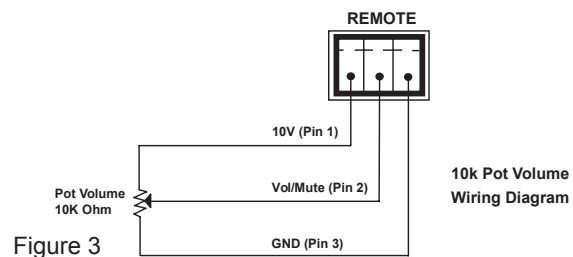 REMOTE
10V (Pin 1)
Pot Volume
10K Ohm
Vol/Mute (Pin 2)
10k Pot Volume
Wiring Diagram
GND (Pin 3)
Figure 3